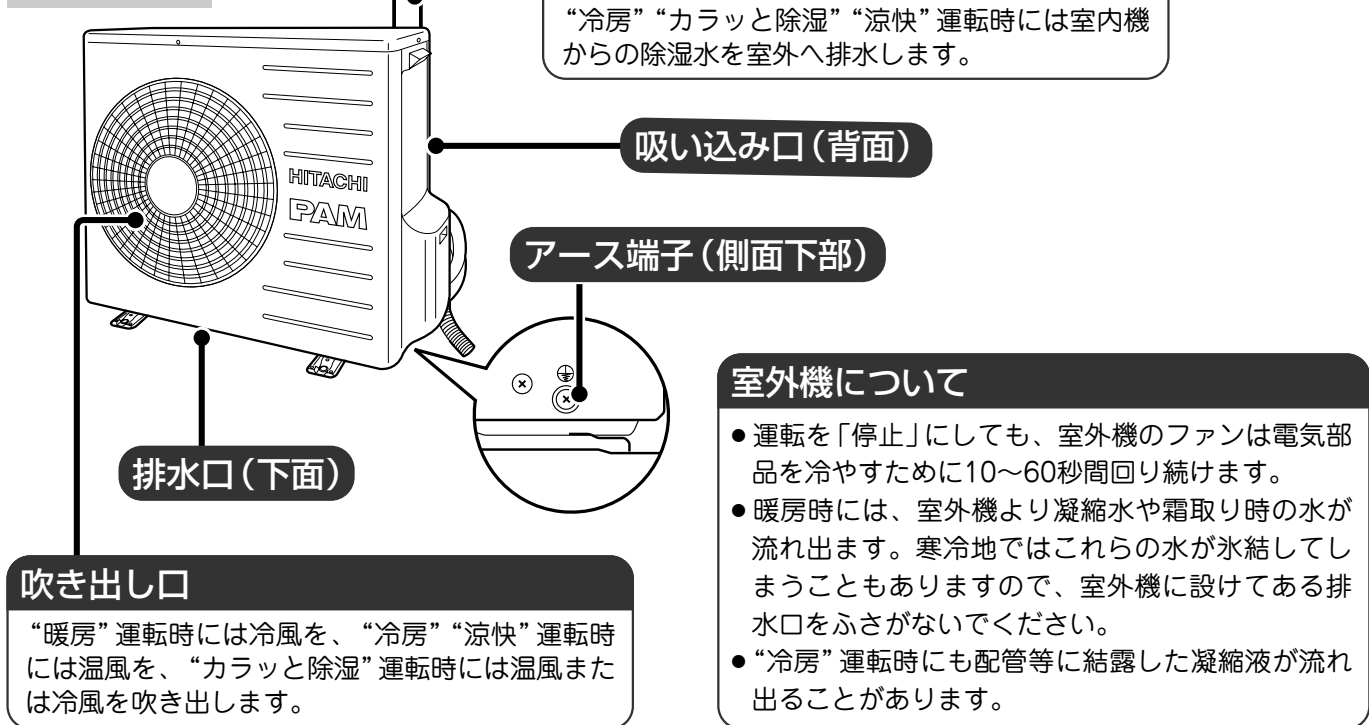 “冷房”“カラッと除湿”“涼快”運転時には室内機
からの除湿水を室外へ排水します。
吸い込み口（背面）
HITACHI
PAM
アース端子（側面下部）
排水口（下面）
吹き出し口
“暖房”運転時には冷風を、“冷房”“涼快”運転時
には温風を、“カラッと除湿”運転時には温風また
は冷風を吹き出します。
室外機について
●運転を「停止」にしても、室外機のファンは電気部
品を冷やすために10～60秒間回り続けます。
●暖房時には、室外機より凝縮水や霜取り時の水が
流れ出ます。寒冷地ではこれらの水が氷結してし
まうこともありますので、室外機に設けてある排
水口をふさがないでください。
●“冷房”運転時にも配管等に結露した凝縮液が流れ
出ることがあります。